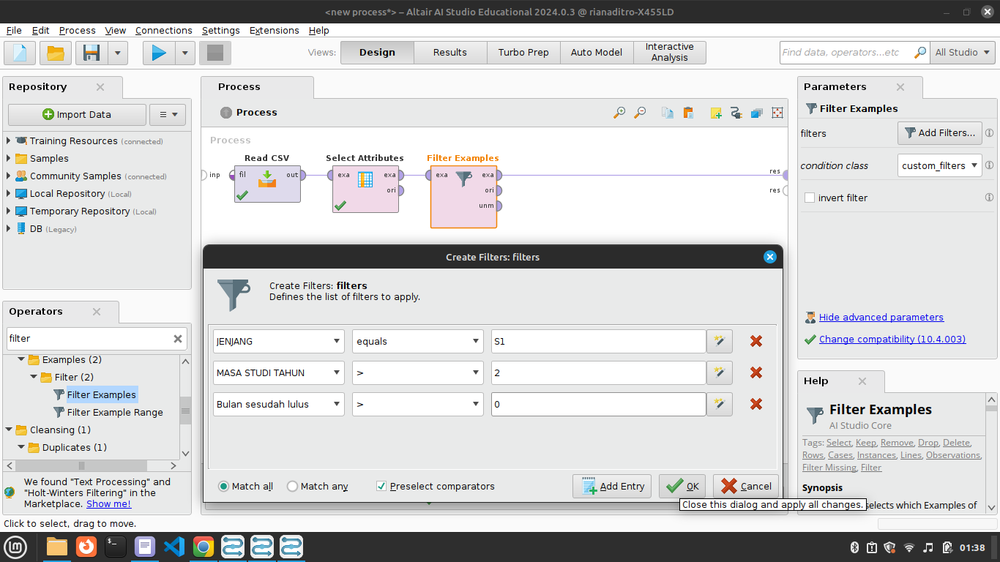 <new process*> – Altair AI Studio Educational 2024.0.3 @ rianaditro-X455LD
File Edit Process View Connections Settings Extensions Help
Views: Design Results Turbo Prep Auto Model Interactive Analysis
Find data, operators...etc All Studio
Repository
Import Data
Training Resources (connected)
Samples
Community Samples (connected)
Local Repository (Local)
Temporary Repository (Local)
DB (Legacy)
Operators
filter
Examples (2)
Filter (2)
Filter Examples
Filter Example Range
Cleansing (1)
Duplicates (1)
We found "Text Processing" and
"Holt-Winters Filtering" in the
Marketplace. Show me!
Process
Process
Process
Read CSV Select Attributes Filter Examples
inp fil out exa exa exa exa res
ori ori res
unm
Create Filters: filters
Create Filters: filters
Defines the list of filters to apply.
JENJANG equals S1
MASA STUDI TAHUN > 2
Bulan sesudah lulus > 0
Match all Match any Preselect comparators Add Entry OK Cancel
Close this dialog and apply all changes.
Parameters
Filter Examples
filters Add Filters...
condition class custom_filters
invert filter
Hide advanced parameters
Change compatibility (10.4.003)
Help
Filter Examples
AI Studio Core
Tags: Select, Keep, Remove, Drop, Delete,
Rows, Cases, Instances, Lines, Observations,
Filter Missing, Filter
Synopsis
selects which Examples of
Click to select, drag to move.
01:38